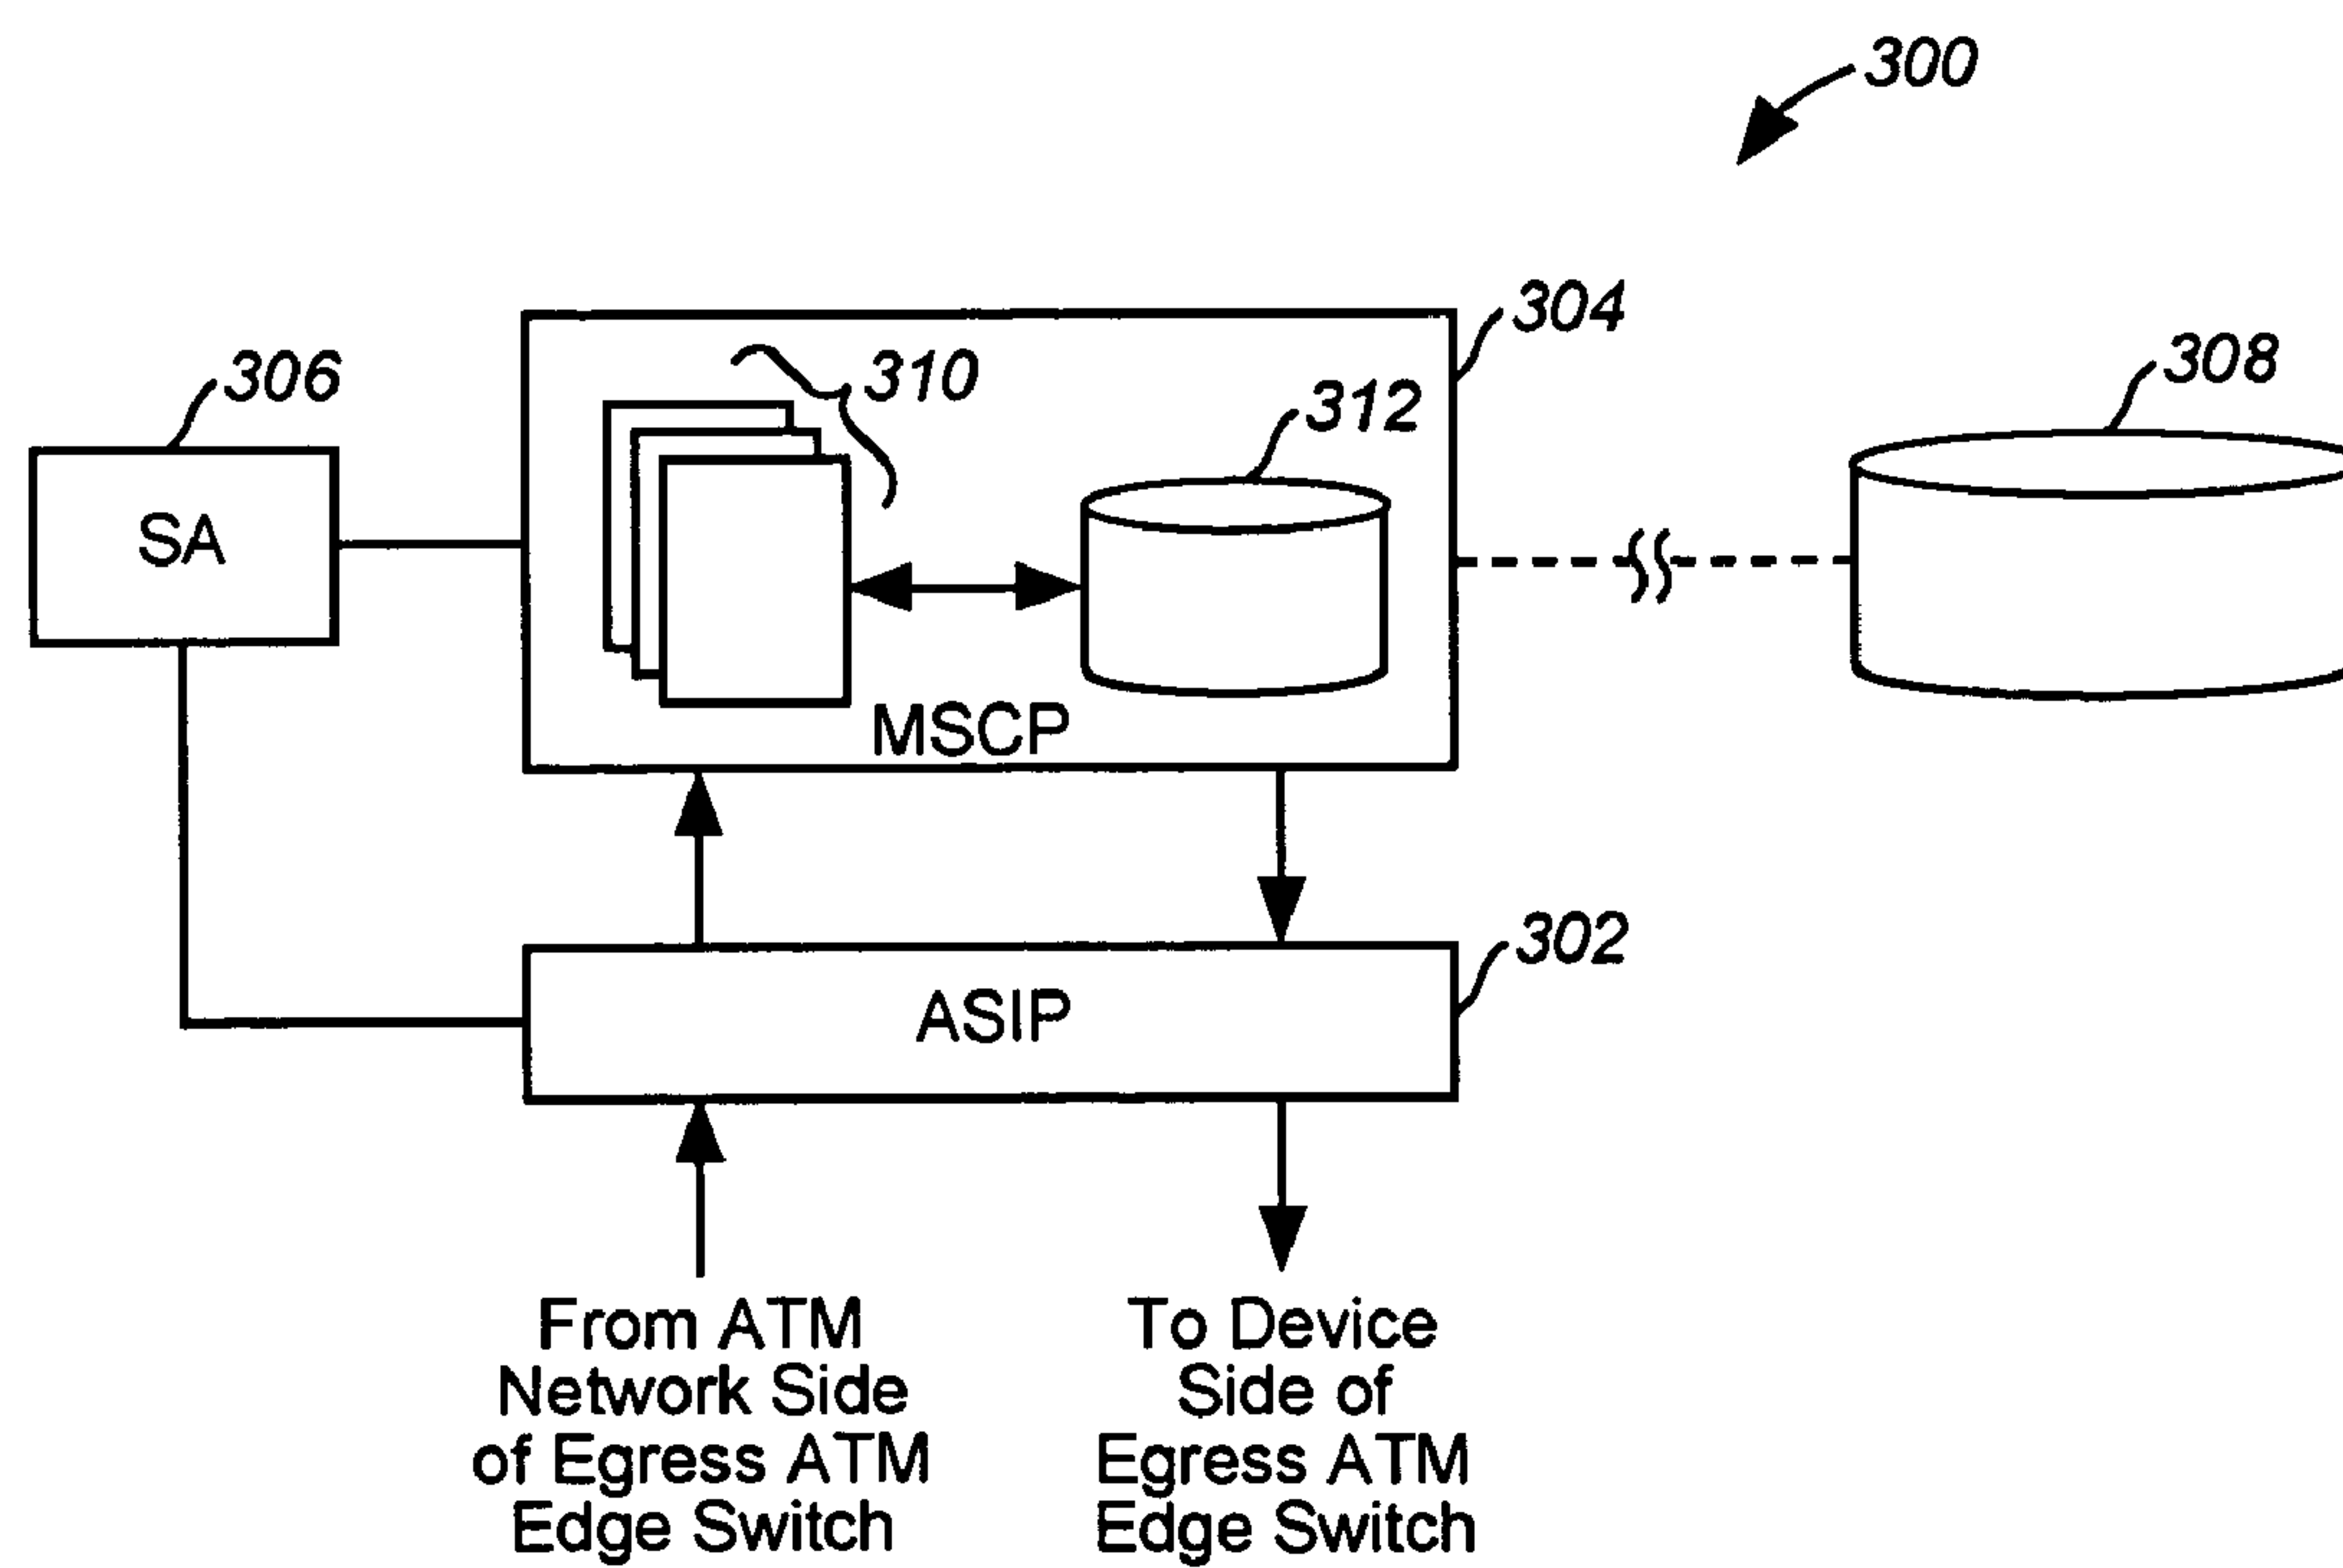 300
304
306
310
308
312
SA
MSCP
302
ASIP
From ATM
Network Side
of Egress ATM
Edge Switch
To Device
Side of
Egress ATM
Edge Switch